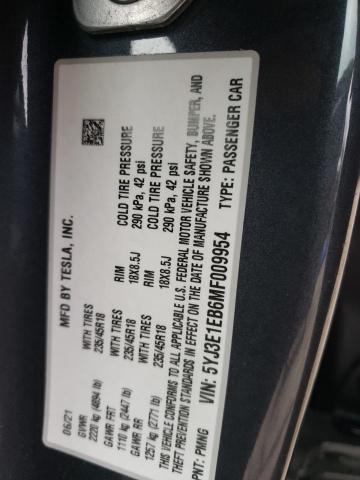 MFD BY TESLA, INC.
06/21
GVWR
2220 kg (4894 lb)
GAWR FRT WITH TIRES RIM COLD TIRE PRESSURE
1110 kg (2447 lb) 235/45R18 18X8.5J 290 kPa, 42 psi
GAWR RR WITH TIRES RIM COLD TIRE PRESSURE
1257 kg (2771 lb) 235/45R18 18X8.5J 290 kPa, 42 psi
THIS VEHICLE CONFORMS TO ALL APPLICABLE U.S. FEDERAL MOTOR VEHICLE SAFETY, BUMPER, AND
THEFT PREVENTION STANDARDS IN EFFECT ON THE DATE OF MANUFACTURE SHOWN ABOVE.
VIN: 5YJ3E1EB6MF009954 TYPE: PASSENGER CAR
PNT: PMNG